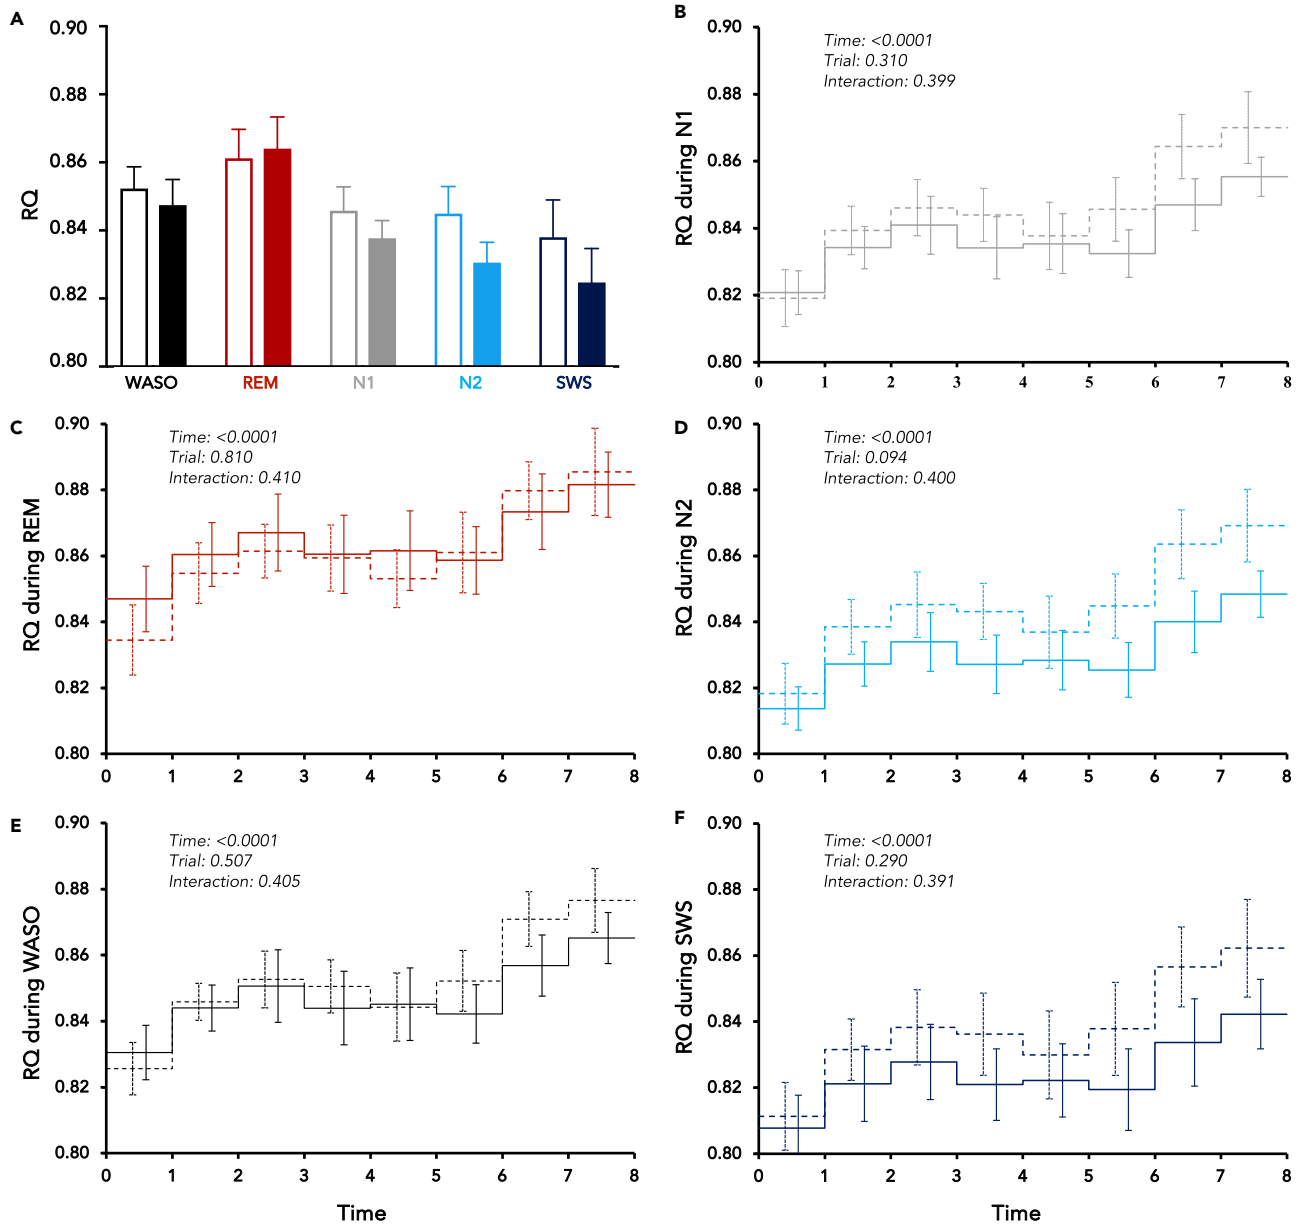 A
0.90
0.88
0.86
0.84
0.82
0.80
RQ
WASO REM N1 N2 SWS
B
0.90
0.88
0.86
0.84
0.82
0.80
RQ during N1
Time: <0.0001
Trial: 0.310
Interaction: 0.399
0 1 2 3 4 5 6 7 8
C
0.90
0.88
0.86
0.84
0.82
0.80
RQ during REM
Time: <0.0001
Trial: 0.810
Interaction: 0.410
0 1 2 3 4 5 6 7 8
D
0.90
0.88
0.86
0.84
0.82
0.80
RQ during N2
Time: <0.0001
Trial: 0.094
Interaction: 0.400
0 1 2 3 4 5 6 7 8
E
0.90
0.88
0.86
0.84
0.82
0.80
RQ during WASO
Time: <0.0001
Trial: 0.507
Interaction: 0.405
0 1 2 3 4 5 6 7 8
Time
F
0.90
0.88
0.86
0.84
0.82
0.80
RQ during SWS
Time: <0.0001
Trial: 0.290
Interaction: 0.391
0 1 2 3 4 5 6 7 8
Time